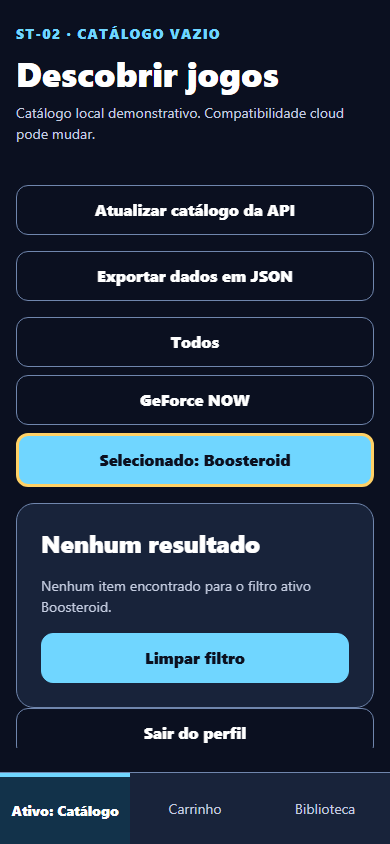 ST-02 · CATÁLOGO VAZIO
Descobrir jogos
Catálogo local demonstrativo. Compatibilidade cloud
pode mudar.
Atualizar catálogo da API
Exportar dados em JSON
Todos
GeForce NOW
Selecionado: Boosteroid
Nenhum resultado
Nenhum item encontrado para o filtro ativo
Boosteroid.
Limpar filtro
Sair do perfil
Ativo: Catálogo
Carrinho
Biblioteca